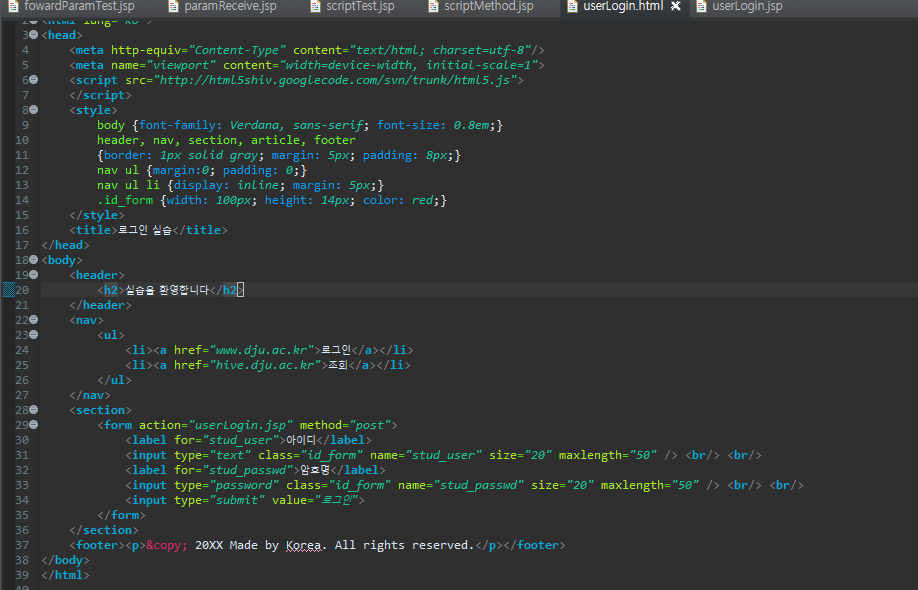 fowardParamTest.jsp paramReceive.jsp scriptTest.jsp scriptMethod.jsp userLogin.html userLogin.jsp
2 <html lang="ko">
3 <head>
4 <meta http-equiv="Content-Type" content="text/html; charset=utf-8"/>
5 <meta name="viewport" content="width=device-width, initial-scale=1">
6 <script src="http://html5shiv.googlecode.com/svn/trunk/html5.js">
7 </script>
8 <style>
9 body {font-family: Verdana, sans-serif; font-size: 0.8em;}
10 header, nav, section, article, footer
11 {border: 1px solid gray; margin: 5px; padding: 8px;}
12 nav ul {margin:0; padding: 0;}
13 nav ul li {display: inline; margin: 5px;}
14 .id_form {width: 100px; height: 14px; color: red;}
15 </style>
16 <title>로그인 실습</title>
17 </head>
18 <body>
19 <header>
20 <h2>실습을 환영합니다</h2>
21 </header>
22 <nav>
23 <ul>
24 <li><a href="www.dju.ac.kr">로그인</a></li>
25 <li><a href="hive.dju.ac.kr">조회</a></li>
26 </ul>
27 </nav>
28 <section>
29 <form action="userLogin.jsp" method="post">
30 <label for="stud_user">아이디</label>
31 <input type="text" class="id_form" name="stud_user" size="20" maxlength="50" /> <br/> <br/>
32 <label for="stud_passwd">암호명</label>
33 <input type="password" class="id_form" name="stud_passwd" size="20" maxlength="50" /> <br/> <br/>
34 <input type="submit" value="로그인">
35 </form>
36 </section>
37 <footer><p>&copy; 20XX Made by Korea. All rights reserved.</p></footer>
38 </body>
39 </html>
40